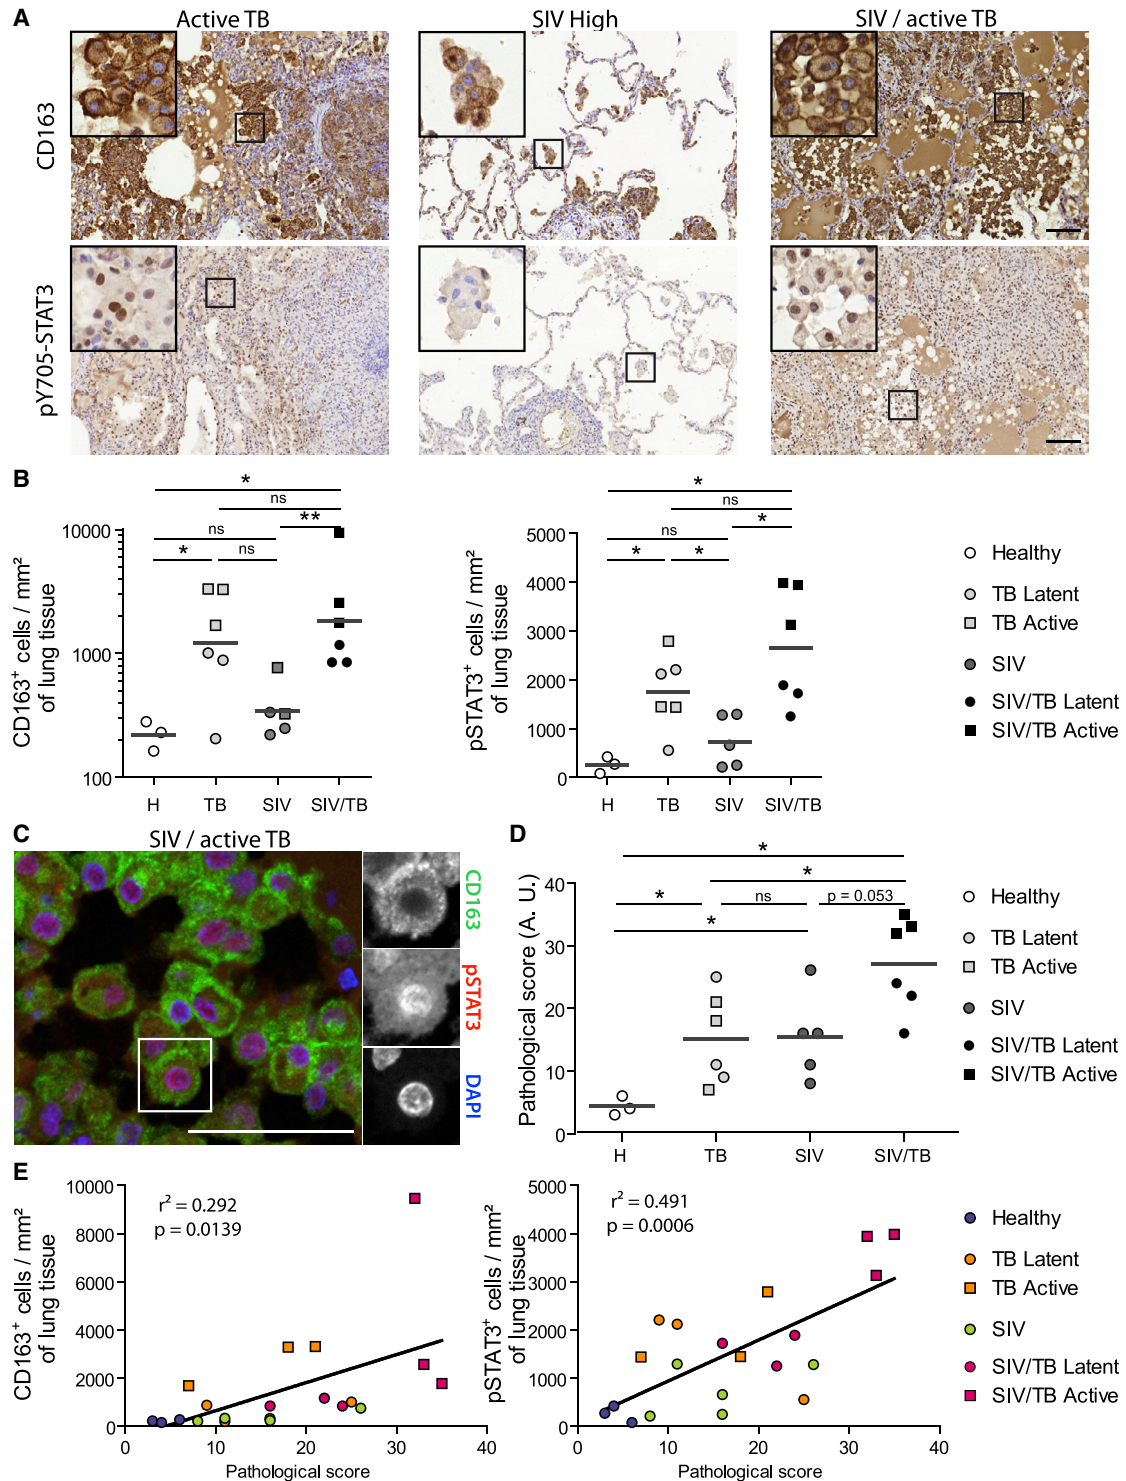 A
Active TB
SIV High
SIV / active TB
CD163
pY705-STAT3
B
CD163⁺ cells / mm²
of lung tissue
10000
1000
100
*
ns
ns
**
*
ns
H
TB
SIV
SIV/TB
pSTAT3⁺ cells / mm²
of lung tissue
5000
4000
3000
2000
1000
0
*
ns
ns
*
*
*
H
TB
SIV
SIV/TB
Healthy
TB Latent
TB Active
SIV
SIV/TB Latent
SIV/TB Active
C
SIV / active TB
CD163
pSTAT3
DAPI
D
Pathological score (A. U.)
40
30
20
10
0
*
*
*
ns
p = 0.053
*
H
TB
SIV
SIV/TB
Healthy
TB Latent
TB Active
SIV
SIV/TB Latent
SIV/TB Active
E
CD163⁺ cells / mm²
of lung tissue
10000
8000
6000
4000
2000
0
r² = 0.292
p = 0.0139
0
10
20
30
40
Pathological score
pSTAT3⁺ cells / mm²
of lung tissue
5000
4000
3000
2000
1000
0
r² = 0.491
p = 0.0006
0
10
20
30
40
Pathological score
Healthy
TB Latent
TB Active
SIV
SIV/TB Latent
SIV/TB Active